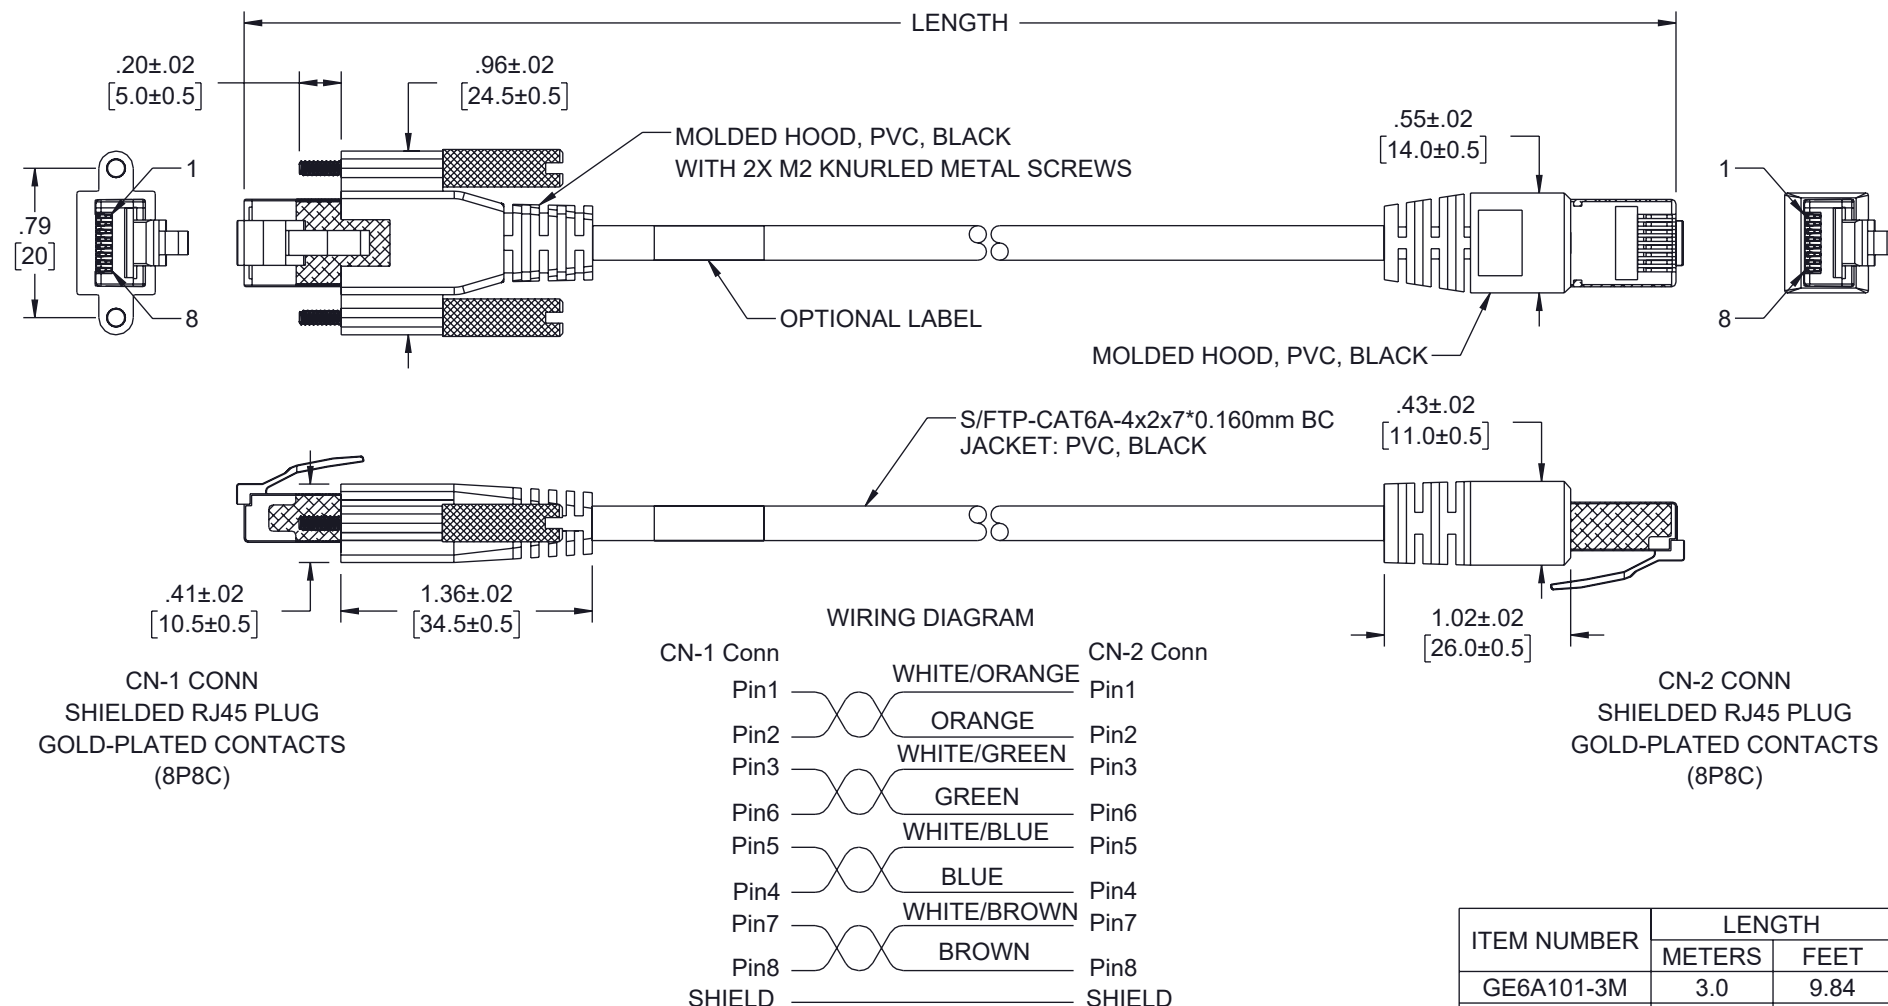 LENGTH
.20±.02
[5.0±0.5]
.96±.02
[24.5±0.5]
MOLDED HOOD, PVC, BLACK
WITH 2X M2 KNURLED METAL SCREWS
.55±.02
[14.0±0.5]
1
.79
[20]
8
1
8
OPTIONAL LABEL
MOLDED HOOD, PVC, BLACK
S/FTP-CAT6A-4x2x7*0.160mm BC
JACKET: PVC, BLACK
.43±.02
[11.0±0.5]
.41±.02
[10.5±0.5]
1.36±.02
[34.5±0.5]
1.02±.02
[26.0±0.5]
CN-1 CONN
SHIELDED RJ45 PLUG
GOLD-PLATED CONTACTS
(8P8C)
WIRING DIAGRAM
CN-1 Conn CN-2 Conn
Pin1 WHITE/ORANGE Pin1
Pin2 ORANGE Pin2
Pin3 WHITE/GREEN Pin3
Pin6 GREEN Pin6
Pin5 WHITE/BLUE Pin5
Pin4 BLUE Pin4
Pin7 WHITE/BROWN Pin7
Pin8 BROWN Pin8
SHIELD SHIELD
CN-2 CONN
SHIELDED RJ45 PLUG
GOLD-PLATED CONTACTS
(8P8C)
ITEM NUMBER LENGTH
METERS FEET
GE6A101-3M 3.0 9.84